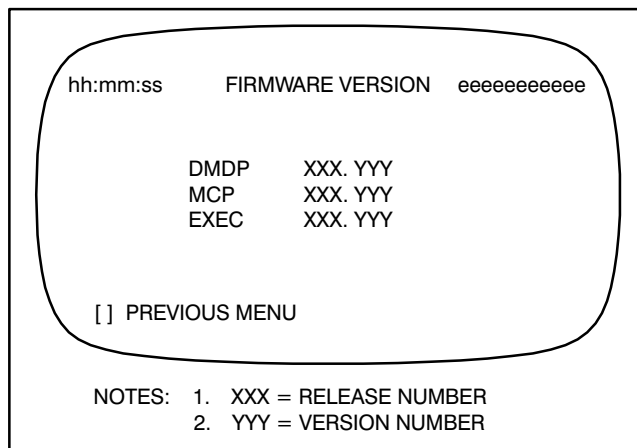 hh:mm:ss FIRMWARE VERSION eeeeeeeeeee
DMDP XXX. YYY
MCP XXX. YYY
EXEC XXX. YYY
[ ] PREVIOUS MENU
NOTES: 1. XXX = RELEASE NUMBER
2. YYY = VERSION NUMBER